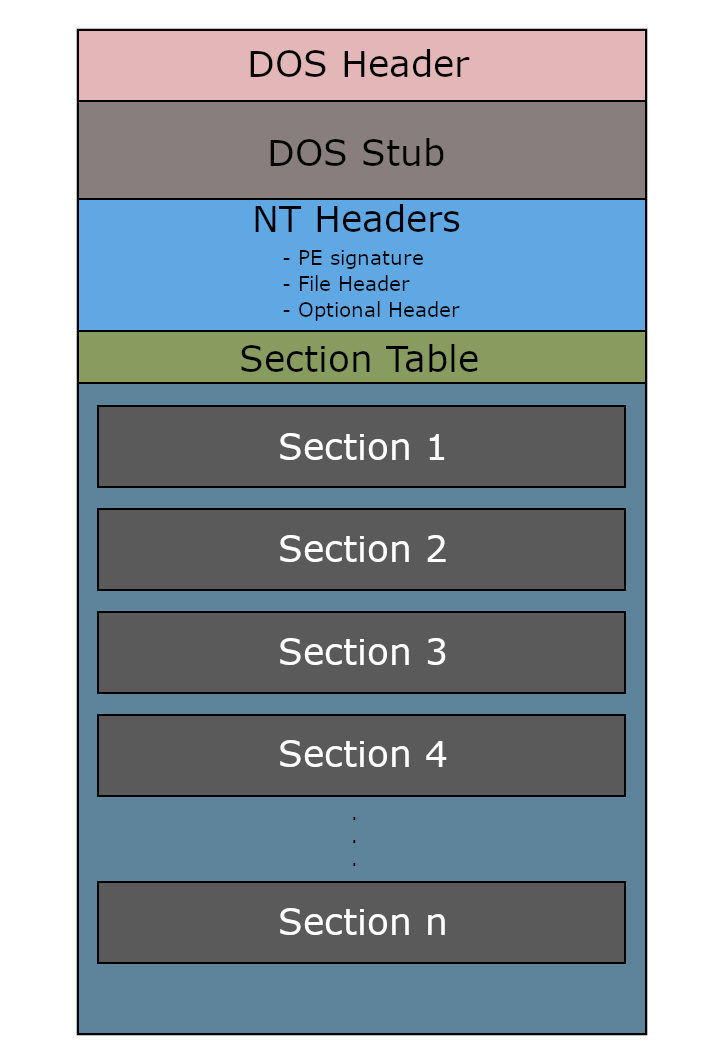 DOS Header
DOS Stub
NT Headers
- PE signature
- File Header
- Optional Header
Section Table
Section 1
Section 2
Section 3
Section 4
.
.
.
Section n